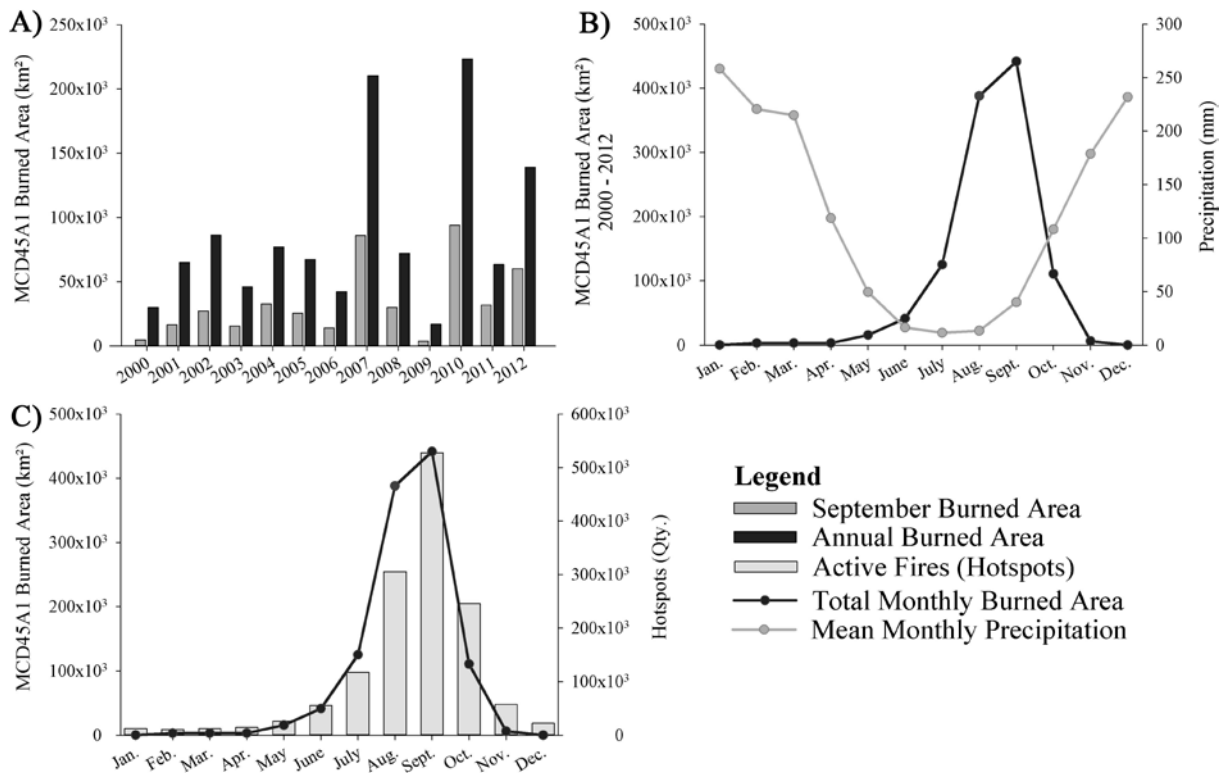 A)
MCD45A1 Burned Area (km²)
250x10³
200x10³
150x10³
100x10³
50x10³
0
2000 2001 2002 2003 2004 2005 2006 2007 2008 2009 2010 2011 2012
B)
MCD45A1 Burned Area (km²)
2000 - 2012
500x10³
400x10³
300x10³
200x10³
100x10³
0
Precipitation (mm)
300
250
200
150
100
50
0
Jan. Feb. Mar. Apr. May June July Aug. Sept. Oct. Nov. Dec.
C)
MCD45A1 Burned Area (km²)
500x10³
400x10³
300x10³
200x10³
100x10³
0
Hotspots (Qty.)
600x10³
500x10³
400x10³
300x10³
200x10³
100x10³
0
Jan. Feb. Mar. Apr. May June July Aug. Sept. Oct. Nov. Dec.
Legend
September Burned Area
Annual Burned Area
Active Fires (Hotspots)
Total Monthly Burned Area
Mean Monthly Precipitation